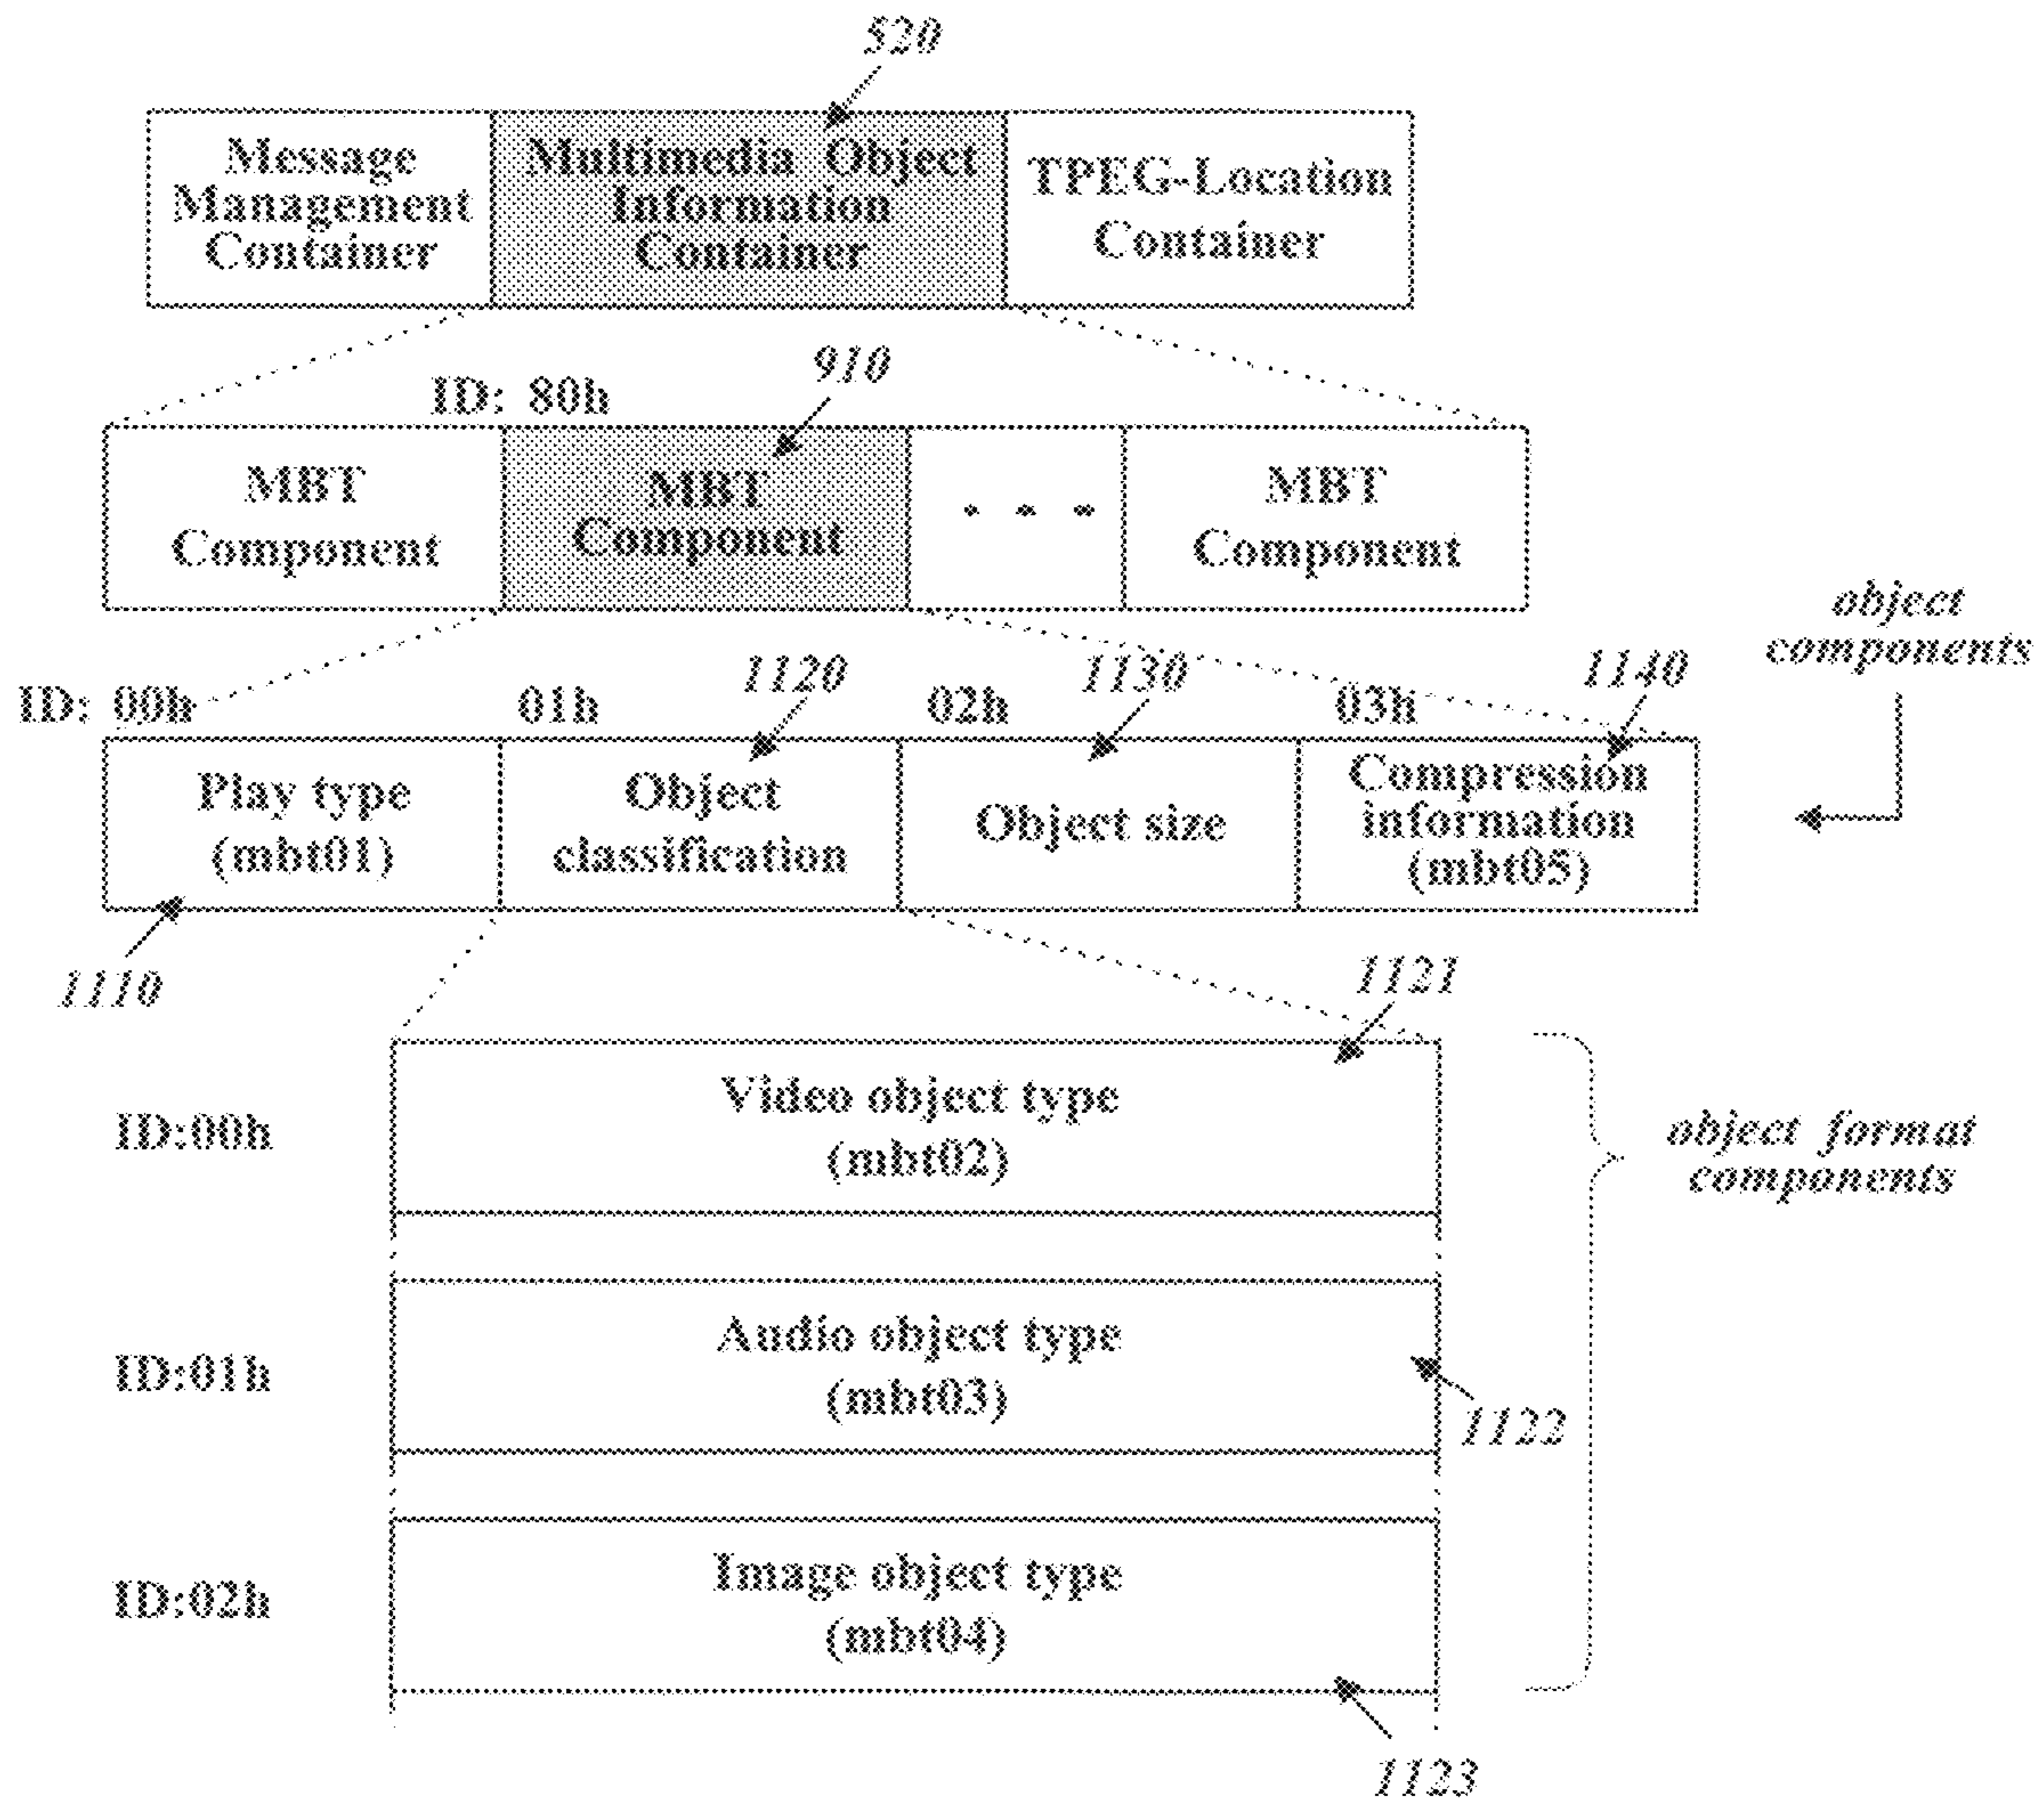 520
Message
Management
Container
Multimedia Object
Information
Container
TPEG-Location
Container
ID: 80h
910
MBT
Component
MBT
Component
. . .
MBT
Component
object
components
ID: 00h
01h
1120
02h
1130
03h
1140
Play type
(mbt01)
Object
classification
Object size
Compression
information
(mbt05)
1110
1121
ID:00h
Video object type
(mbt02)
object format
components
ID:01h
Audio object type
(mbt03)
1122
ID:02h
Image object type
(mbt04)
1123